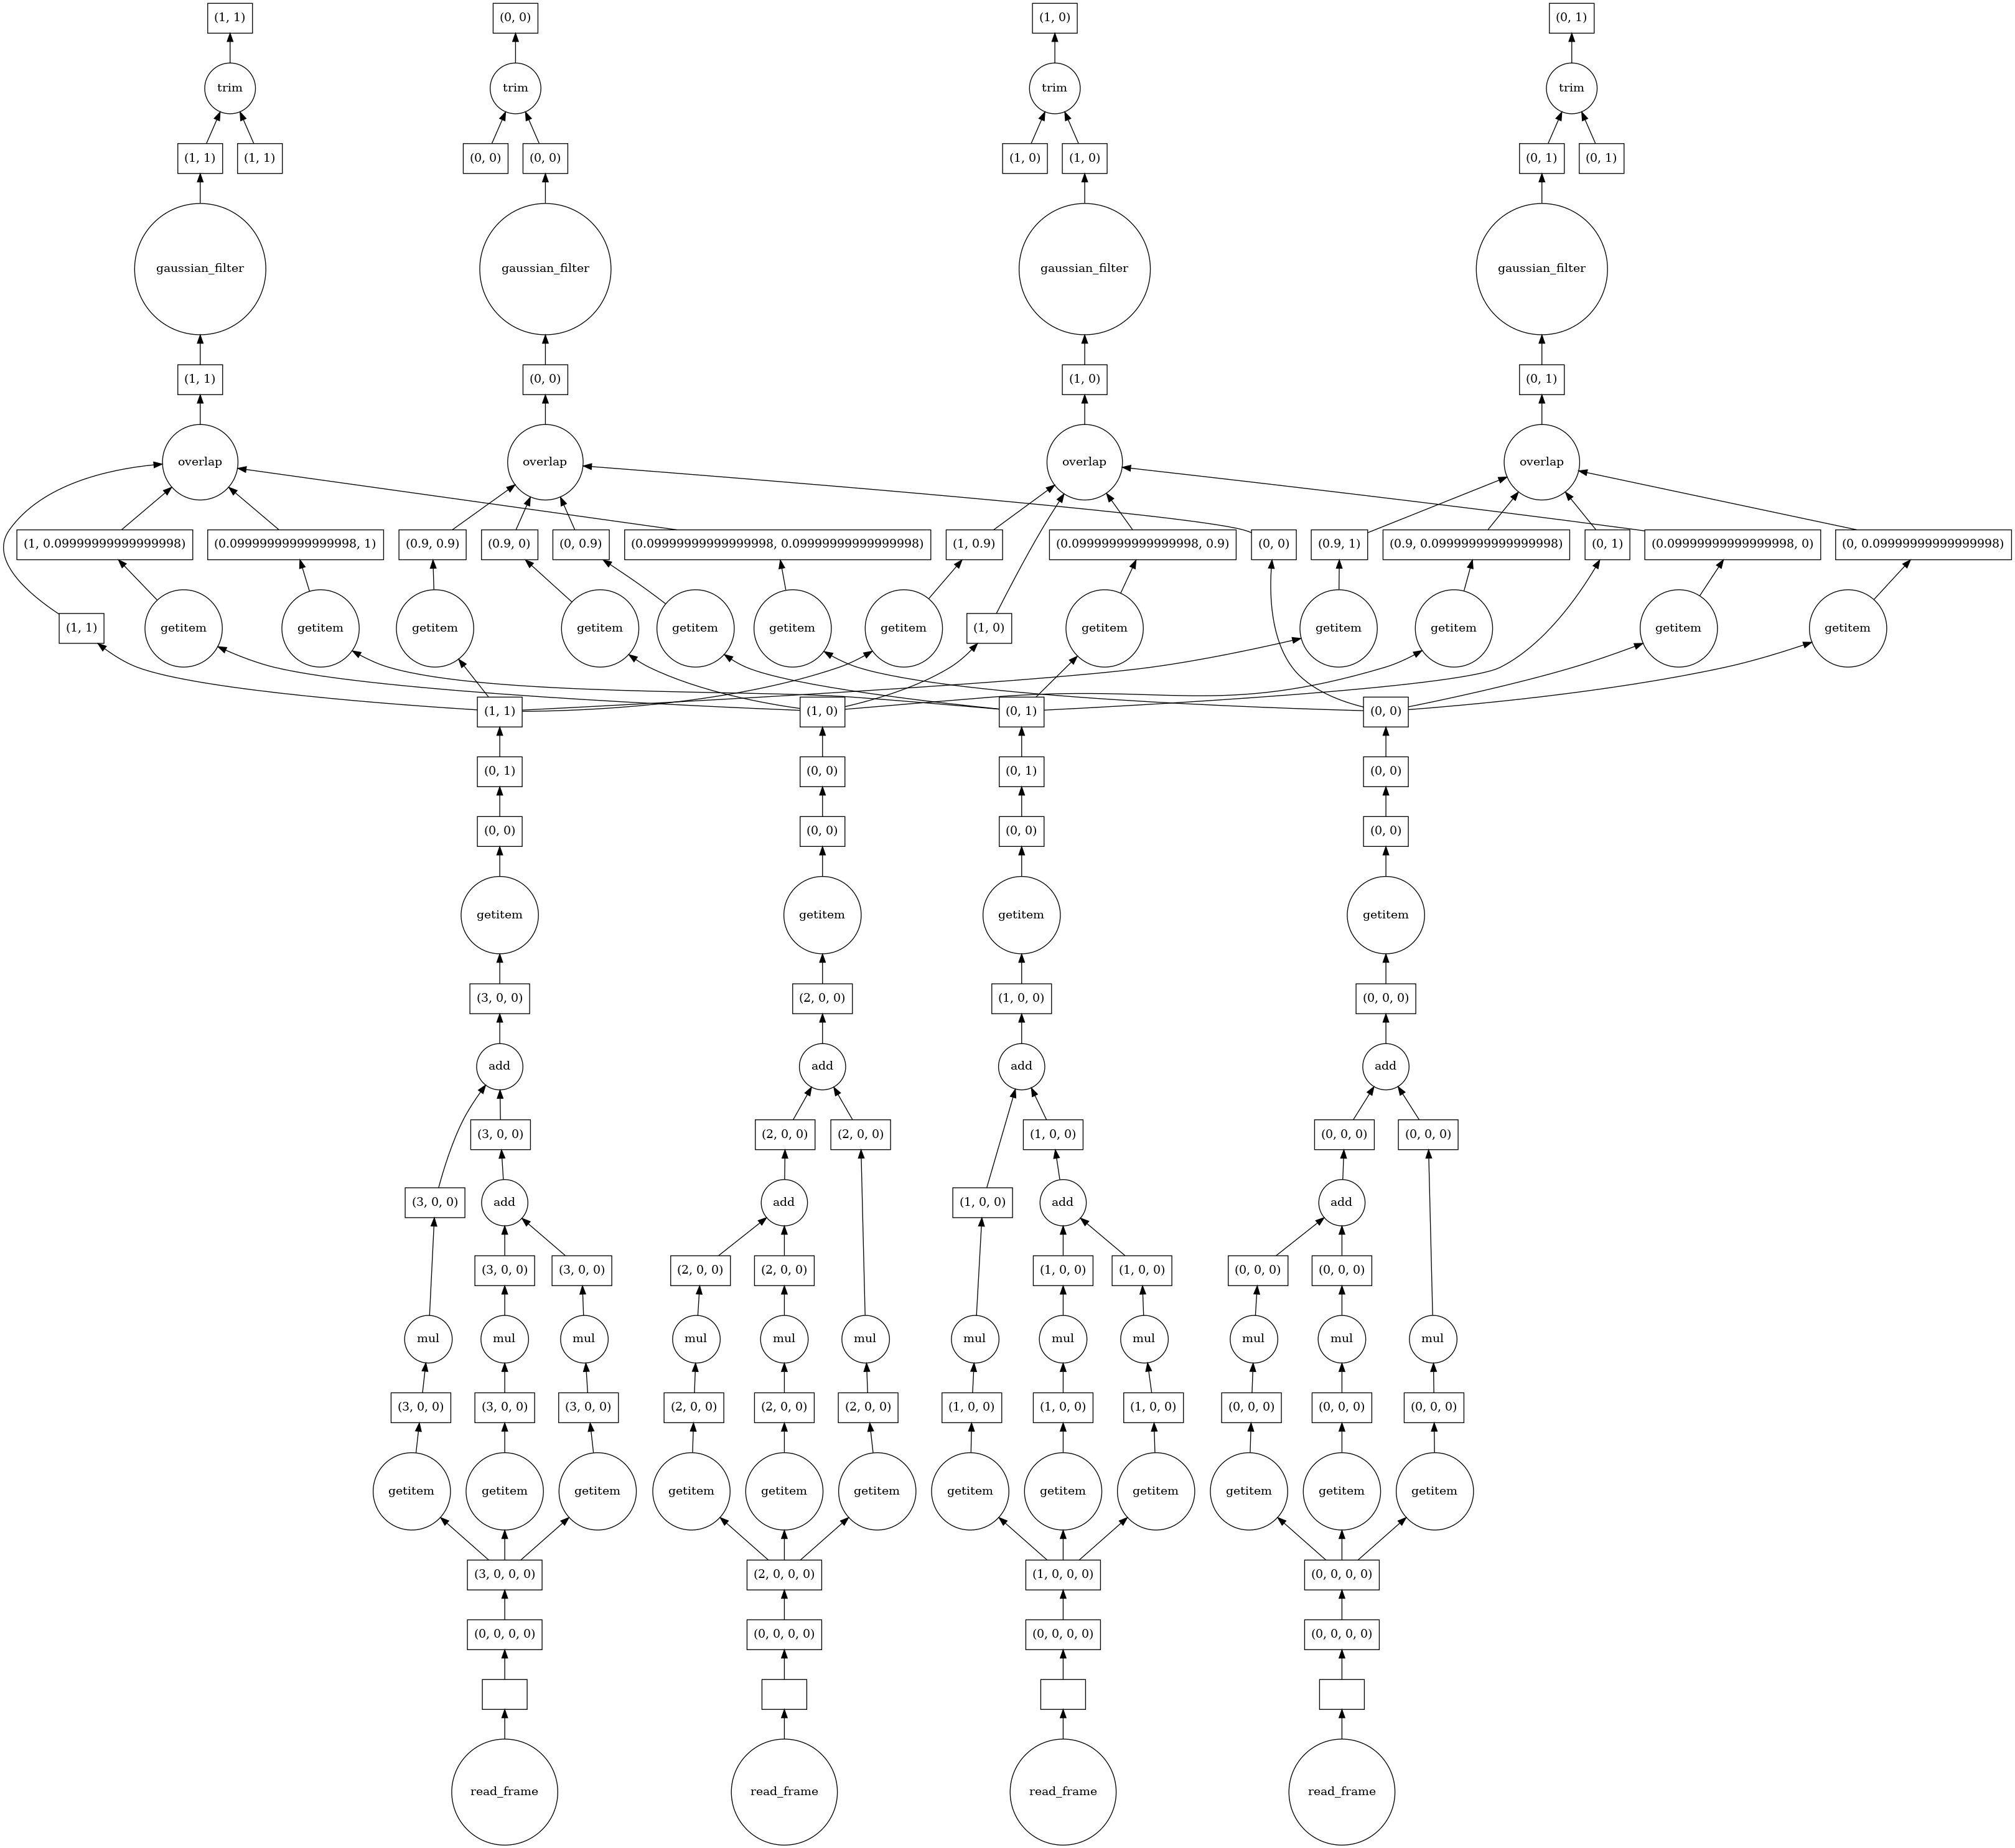 (1, 1)
(0, 0)
(1, 0)
(0, 1)
trim
trim
trim
trim
(1, 1)
(1, 1)
(0, 0)
(0, 0)
(1, 0)
(1, 0)
(0, 1)
(0, 1)
gaussian_filter
gaussian_filter
gaussian_filter
gaussian_filter
(1, 1)
(0, 0)
(1, 0)
(0, 1)
overlap
overlap
overlap
overlap
(1, 0.09999999999999998)
(0.09999999999999998, 1)
(0.9, 0.9)
(0.9, 0)
(0, 0.9)
(0.09999999999999998, 0.09999999999999998)
(1, 0.9)
(0.09999999999999998, 0.9)
(0, 0)
(0.9, 1)
(0.9, 0.09999999999999998)
(0, 1)
(0.09999999999999998, 0)
(0, 0.09999999999999998)
(1, 1)
getitem
getitem
getitem
getitem
getitem
getitem
getitem
(1, 0)
getitem
getitem
getitem
getitem
getitem
(1, 1)
(1, 0)
(0, 1)
(0, 0)
(0, 1)
(0, 0)
(0, 1)
(0, 0)
(0, 0)
(0, 0)
(0, 0)
(0, 0)
getitem
getitem
getitem
getitem
(3, 0, 0)
(2, 0, 0)
(1, 0, 0)
(0, 0, 0)
add
add
add
add
(3, 0, 0)
(2, 0, 0)
(2, 0, 0)
(1, 0, 0)
(0, 0, 0)
(0, 0, 0)
(3, 0, 0)
add
add
(1, 0, 0)
add
add
(3, 0, 0)
(3, 0, 0)
(2, 0, 0)
(2, 0, 0)
(1, 0, 0)
(1, 0, 0)
(0, 0, 0)
(0, 0, 0)
mul
mul
mul
mul
mul
mul
mul
mul
mul
mul
mul
mul
(3, 0, 0)
(3, 0, 0)
(3, 0, 0)
(2, 0, 0)
(2, 0, 0)
(2, 0, 0)
(1, 0, 0)
(1, 0, 0)
(1, 0, 0)
(0, 0, 0)
(0, 0, 0)
(0, 0, 0)
getitem
getitem
getitem
getitem
getitem
getitem
getitem
getitem
getitem
getitem
getitem
getitem
(3, 0, 0, 0)
(2, 0, 0, 0)
(1, 0, 0, 0)
(0, 0, 0, 0)
(0, 0, 0, 0)
(0, 0, 0, 0)
(0, 0, 0, 0)
(0, 0, 0, 0)
read_frame
read_frame
read_frame
read_frame